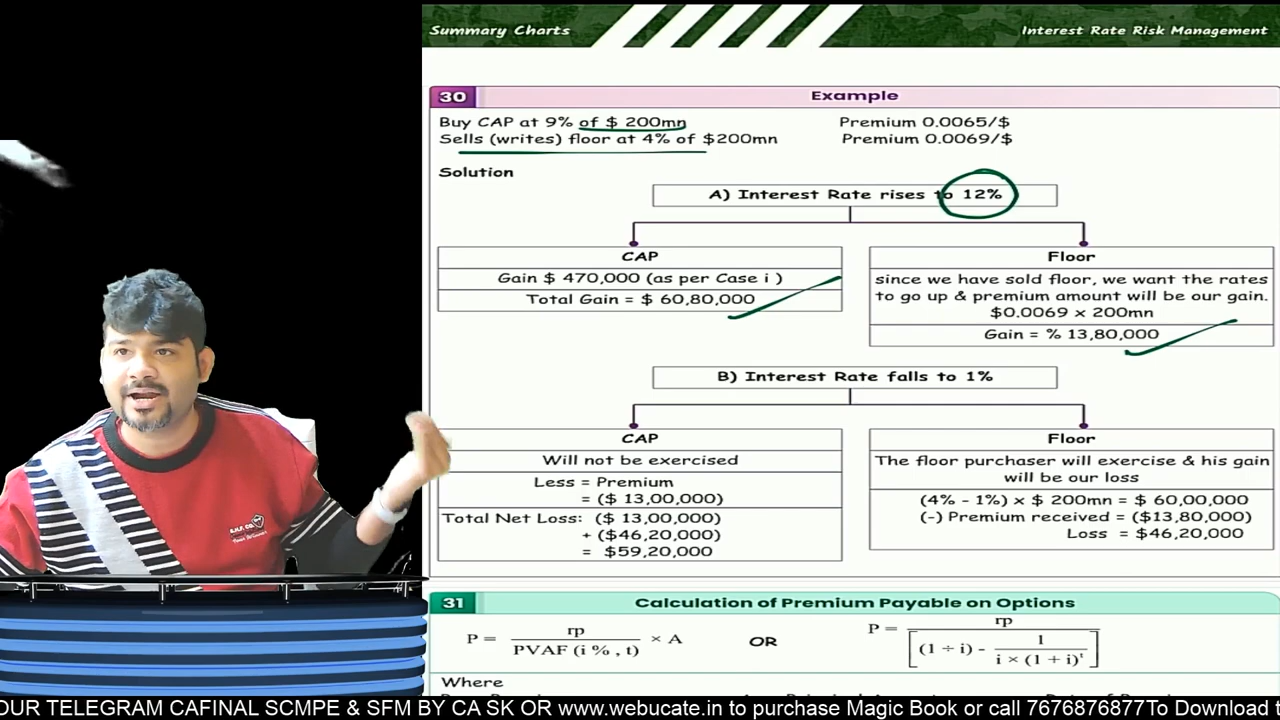 Summary Charts
Interest Rate Risk Management
30
Example
Buy CAP at 9% of $ 200mn
Premium 0.0065/$
Sells (writes) floor at 4% of $200mn
Premium 0.0069/$
Solution
A) Interest Rate rises to 12%
CAP
Gain $ 470,000 (as per Case i )
Total Gain = $ 60,80,000
Floor
since we have sold floor, we want the rates
to go up & premium amount will be our gain.
$0.0069 x 200mn
Gain = % 13,80,000
B) Interest Rate falls to 1%
CAP
Will not be exercised
Less = Premium
= ($ 13,00,000)
Total Net Loss: ($ 13,00,000)
+ ($46,20,000)
= $59,20,000
Floor
The floor purchaser will exercise & his gain
will be our loss
(4% - 1%) x $ 200mn = $ 60,00,000
(-) Premium received = ($13,80,000)
Loss = $46,20,000
31
Calculation of Premium Payable on Options
P = rp / PVAF (i %, t) × A
OR
P = rp / [(1 ÷ i) - 1 / i × (1 + i)^t]
Where
OUR TELEGRAM CAFINAL SCMPE & SFM BY CA SK OR www.webucate.in to purchase Magic Book or call 7676876877To Download t